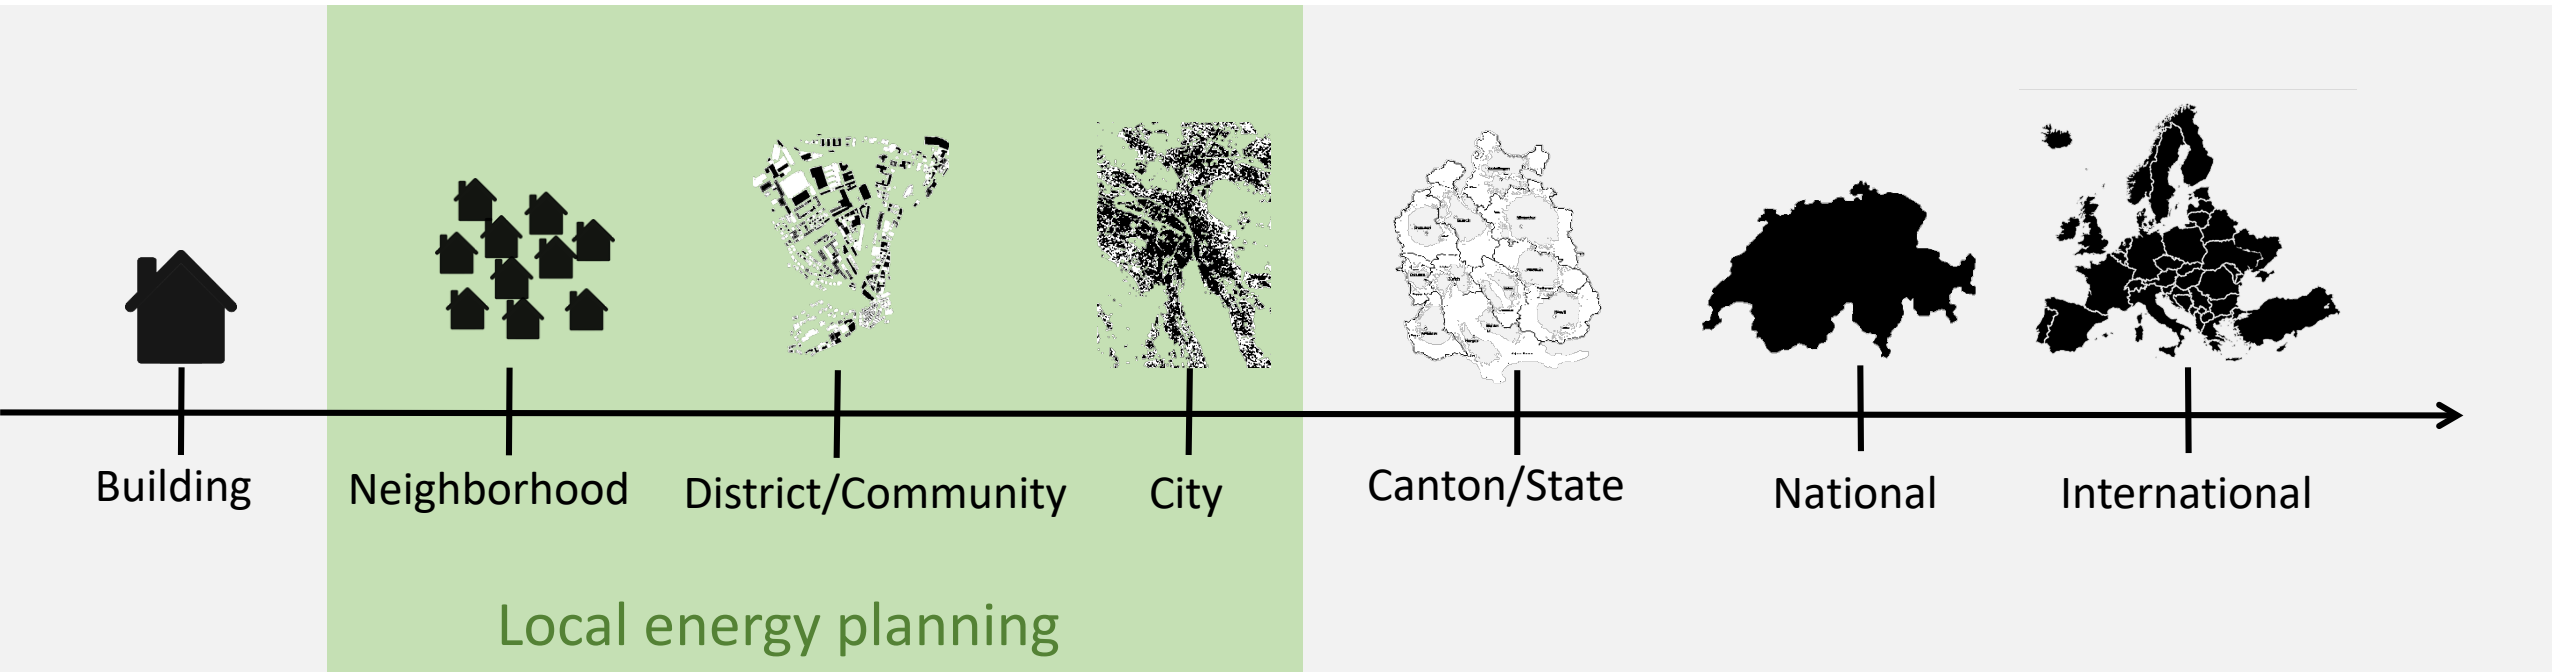 Building
Neighborhood
District/Community
City
Canton/State
National
International
Local energy planning